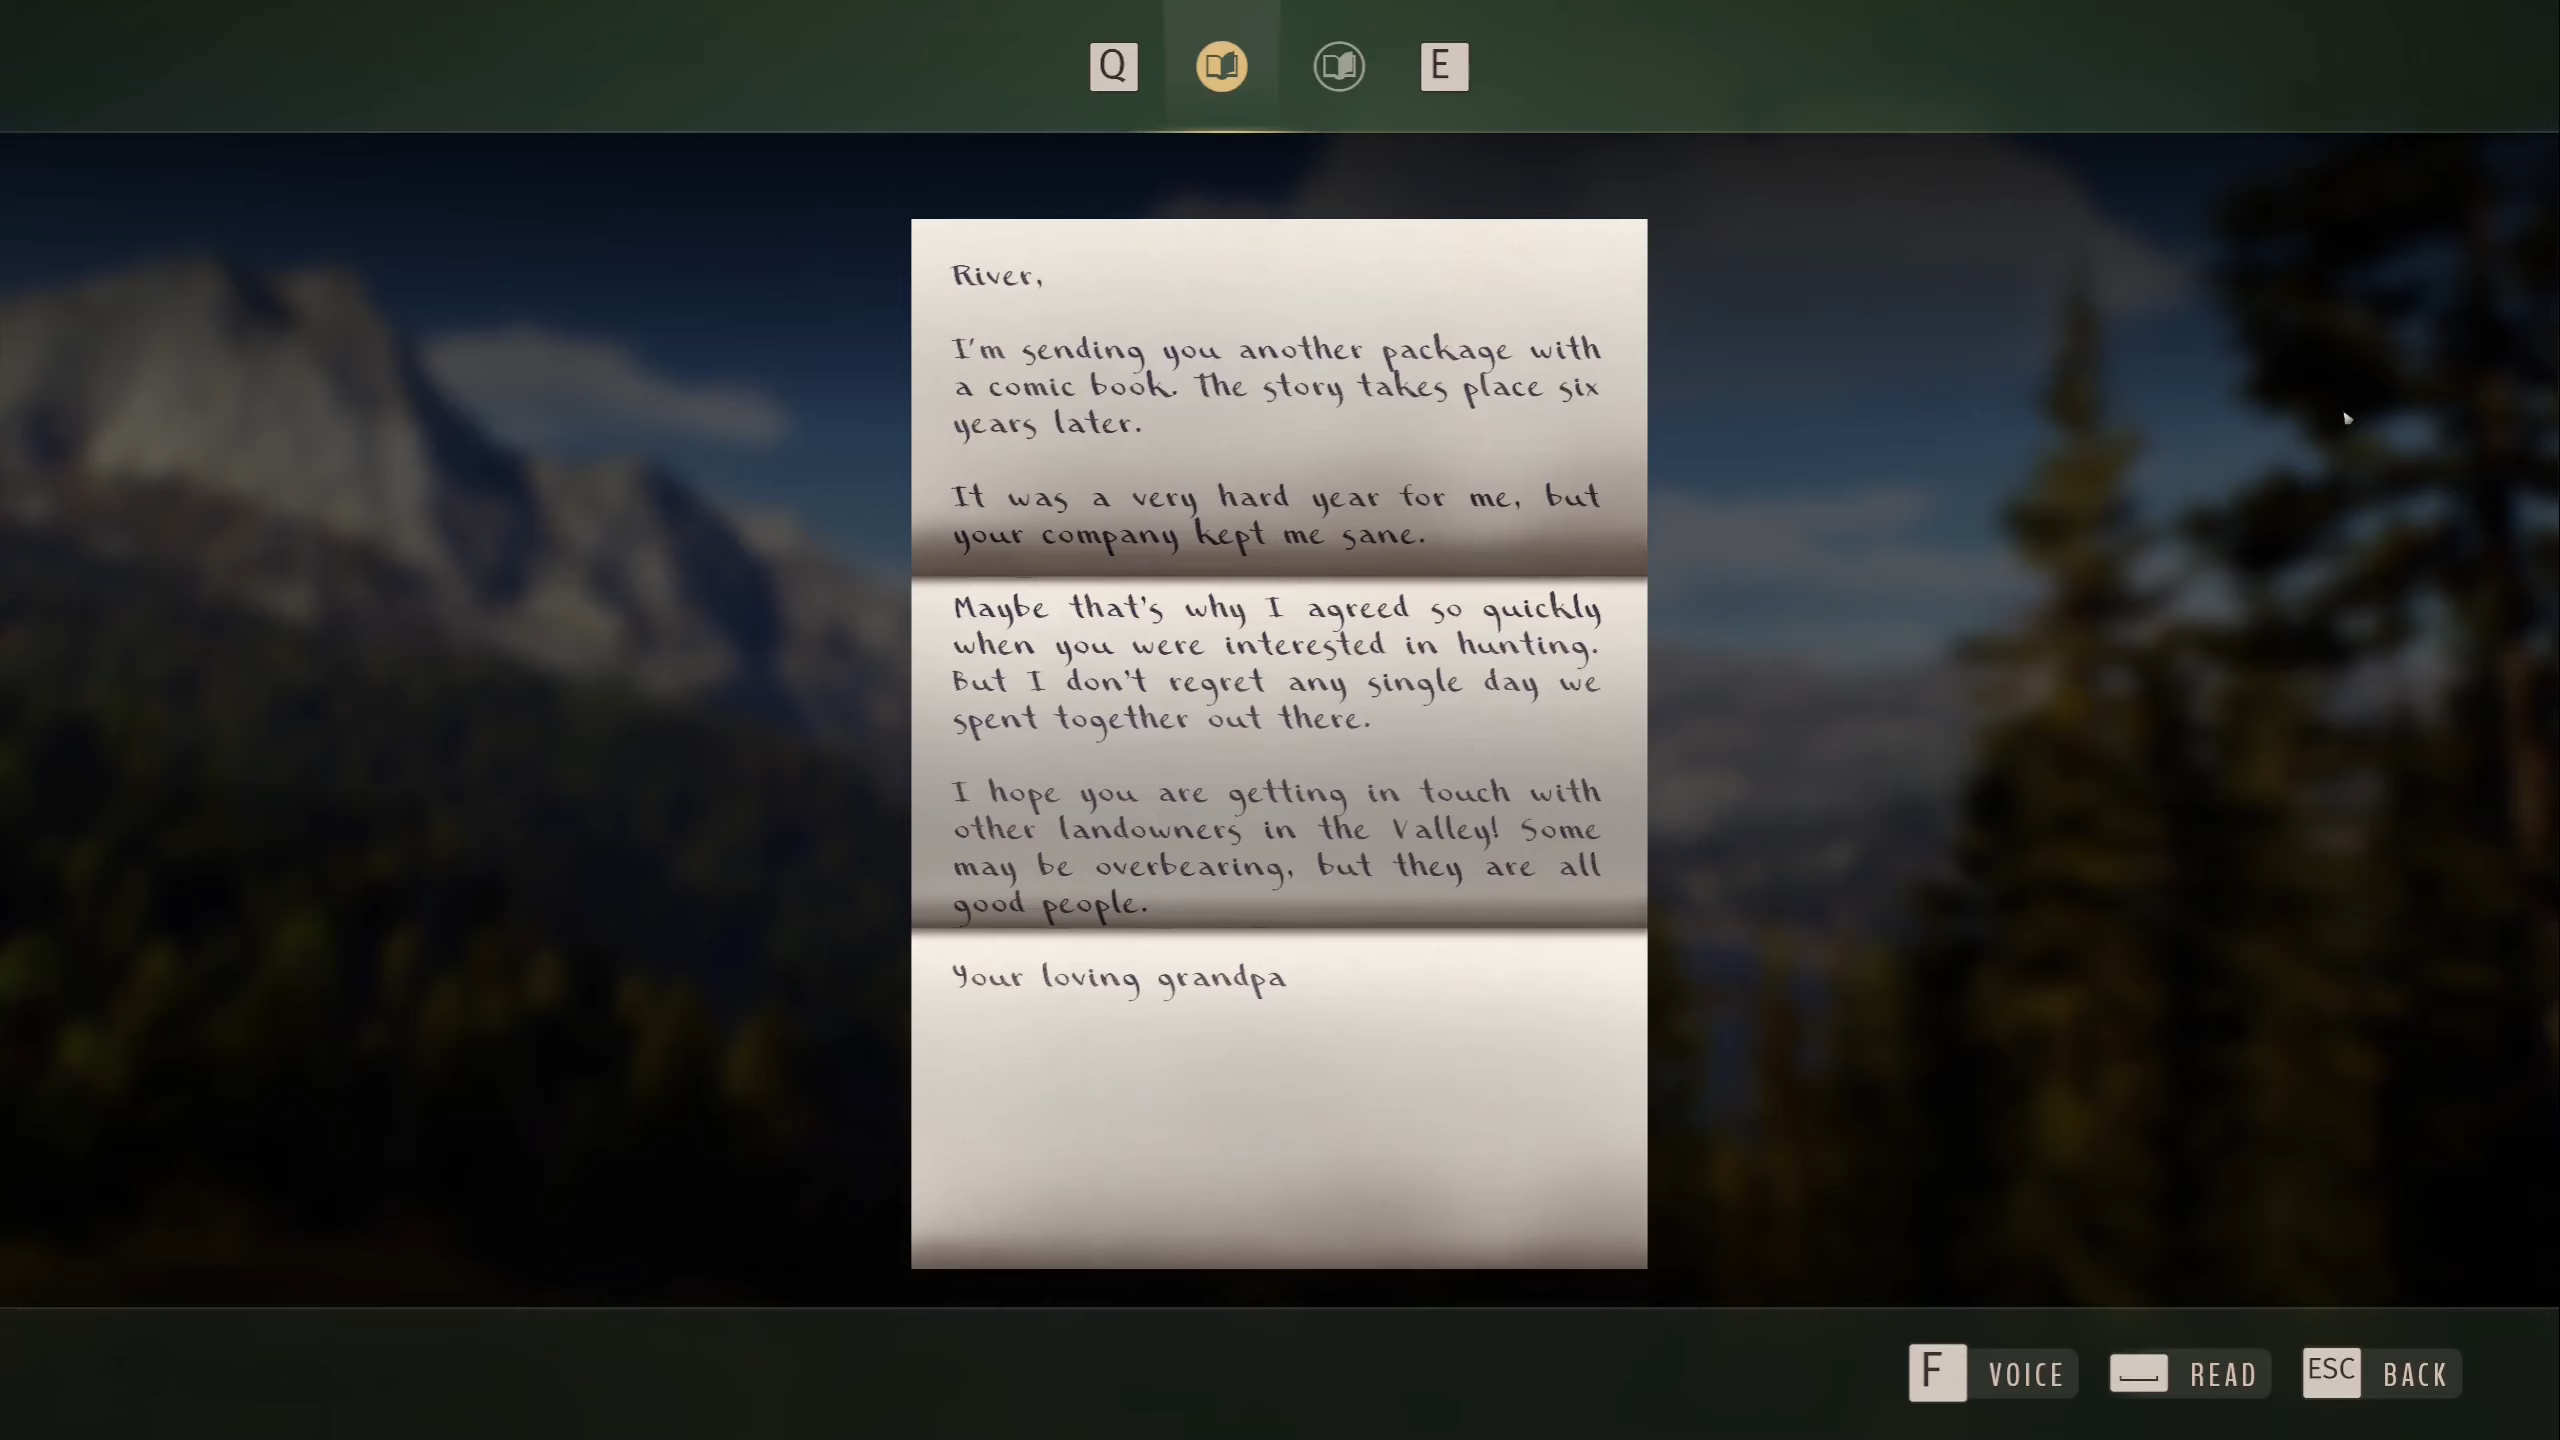 Q E
River,
I'm sending you another package with
a comic book. The story takes place six
years later.
It was a very hard year for me, but
your company kept me sane.
Maybe that's why I agreed so quickly
when you were interested in hunting.
But I don't regret any single day we
spent together out there.
I hope you are getting in touch with
other landowners in the Valley! Some
may be overbearing, but they are all
good people.
Your loving grandpa
F VOICE READ ESC BACK